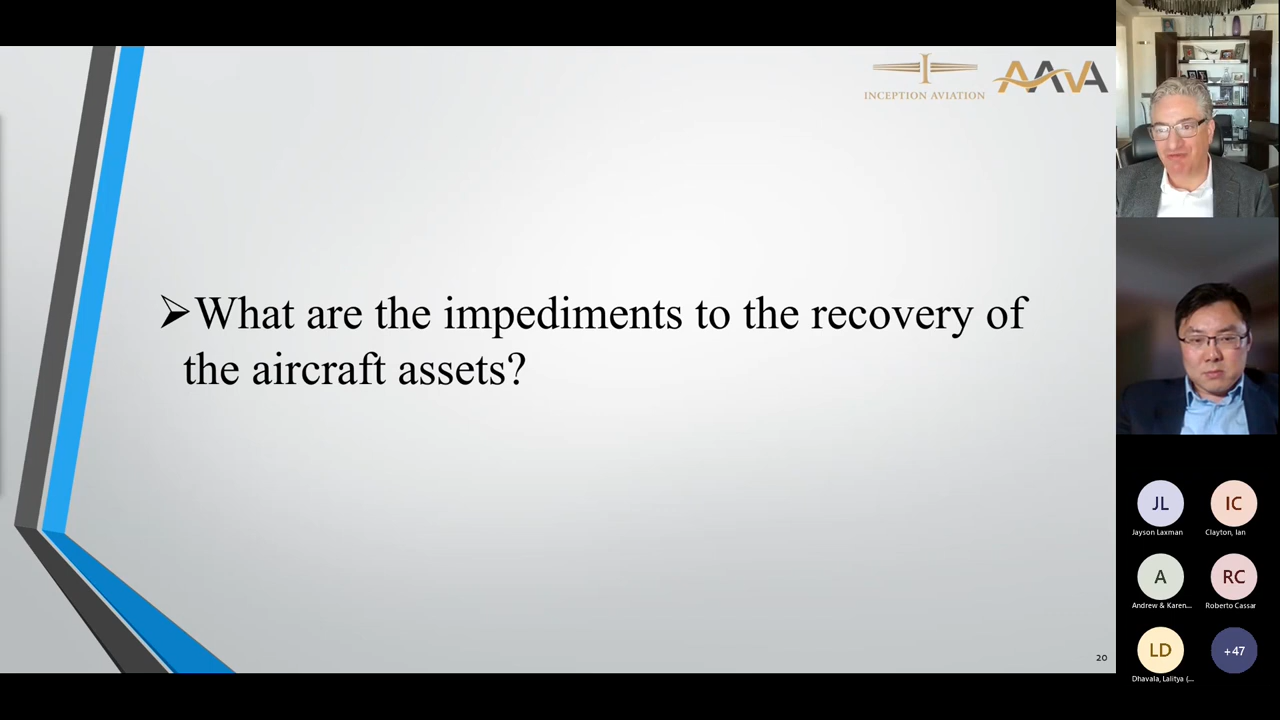 INCEPTION AVIATION
AAVA
➢What are the impediments to the recovery of
the aircraft assets?
20
JL
IC
Jayson Laxman
Clayton, Ian
A
RC
Andrew & Karen...
Roberto Cassar
LD
+47
Dhavala, Lalitya (...